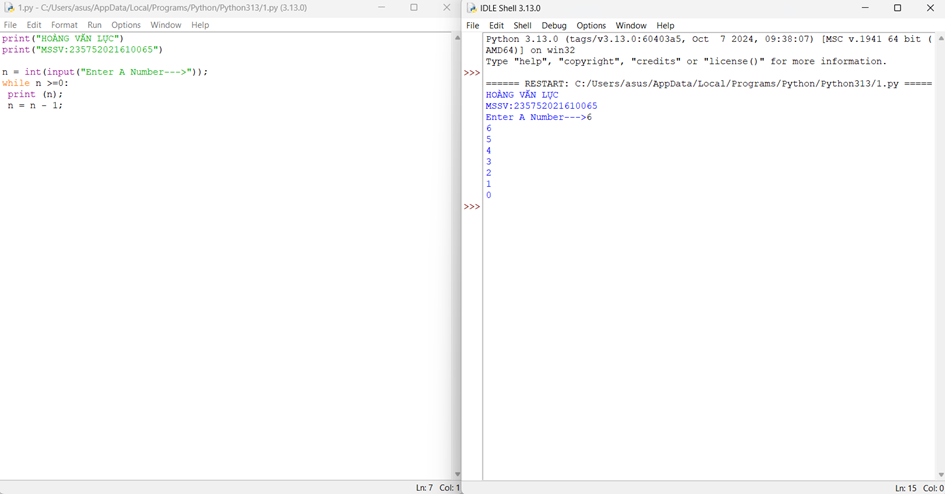 1.py - C:/Users/asus/AppData/Local/Programs/Python/Python313/1.py (3.13.0)
File Edit Format Run Options Window Help
print("HOÀNG VĂN LỰC")
print("MSSV:235752021610065")
n = int(input("Enter A Number--->"));
while n >=0:
print (n);
n = n - 1;
Ln: 7 Col: 1
IDLE Shell 3.13.0
File Edit Shell Debug Options Window Help
Python 3.13.0 (tags/v3.13.0:60403a5, Oct 7 2024, 09:38:07) [MSC v.1941 64 bit (
AMD64)] on win32
Type "help", "copyright", "credits" or "license()" for more information.
>>>
====== RESTART: C:/Users/asus/AppData/Local/Programs/Python/Python313/1.py =====
HOÀNG VĂN LỰC
MSSV:235752021610065
Enter A Number--->6
6
5
4
3
2
1
0
>>>
Ln: 15 Col: 0